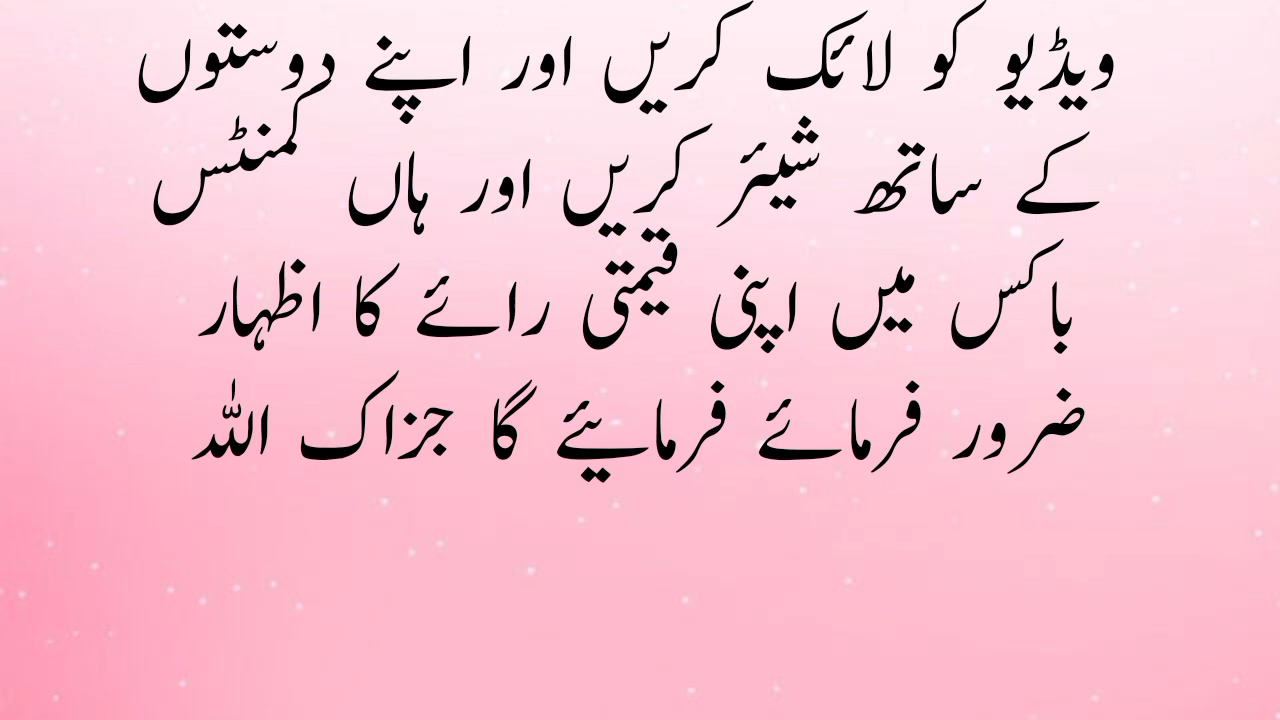 ویڈیو کو لائک کریں اور اپنے دوستوں
کے ساتھ شیئر کریں اور ہاں کمنٹس
باکس میں اپنی قیمتی رائے کا اظہار
ضرور فرمائے فرمایئے گا جزاک اللہ